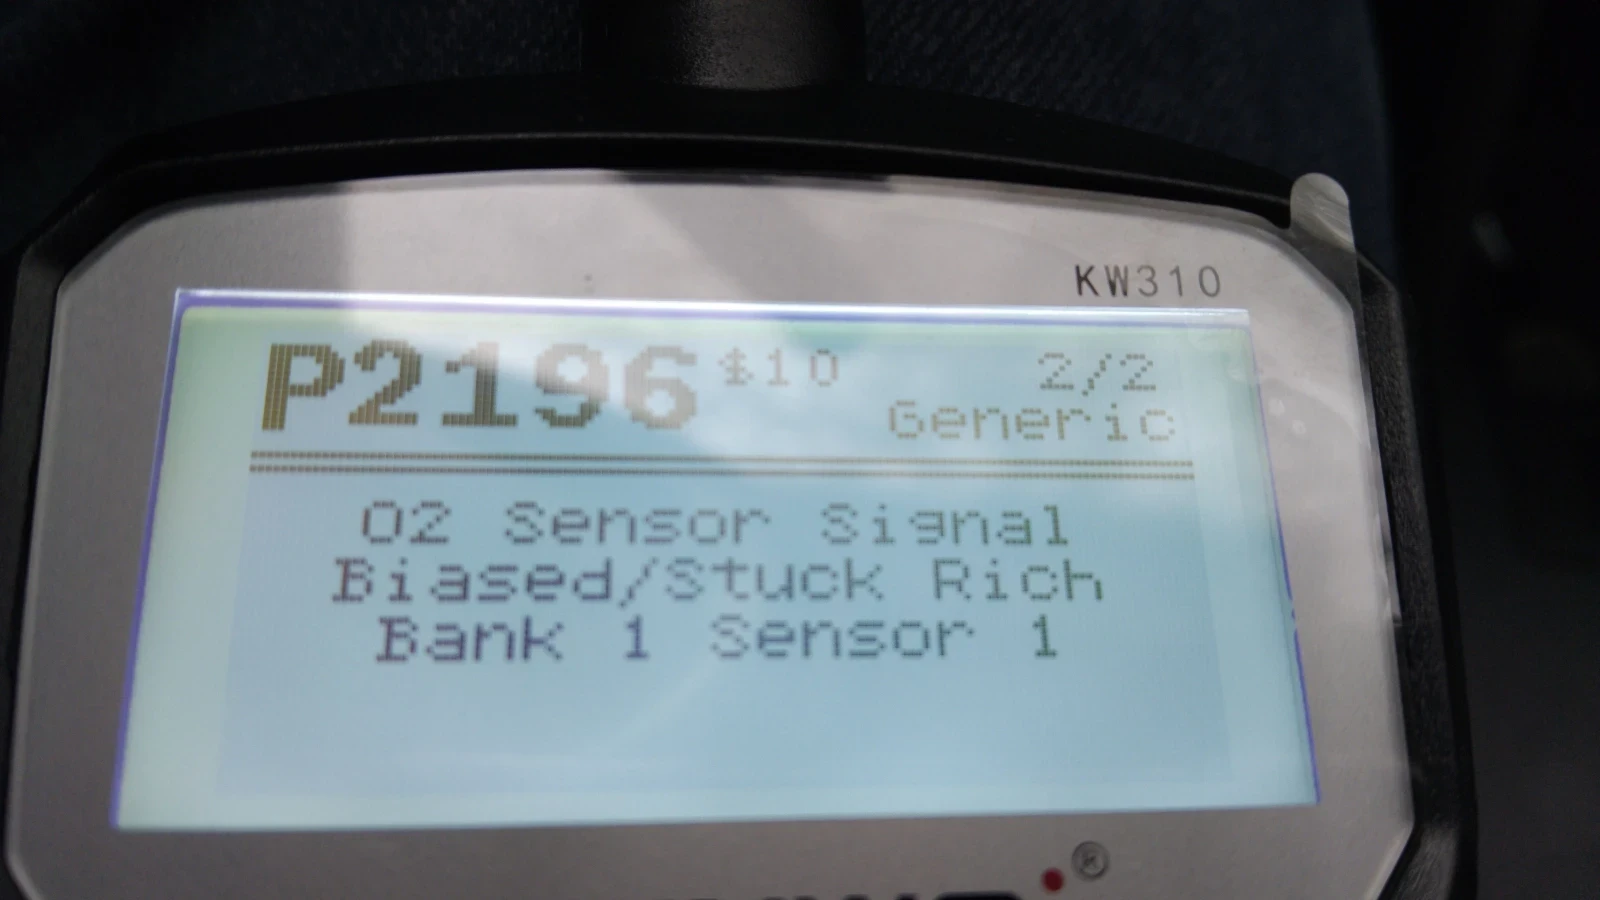 KW310
P2196 $10 2/2
Generic
O2 Sensor Signal
Biased/Stuck Rich
Bank 1 Sensor 1